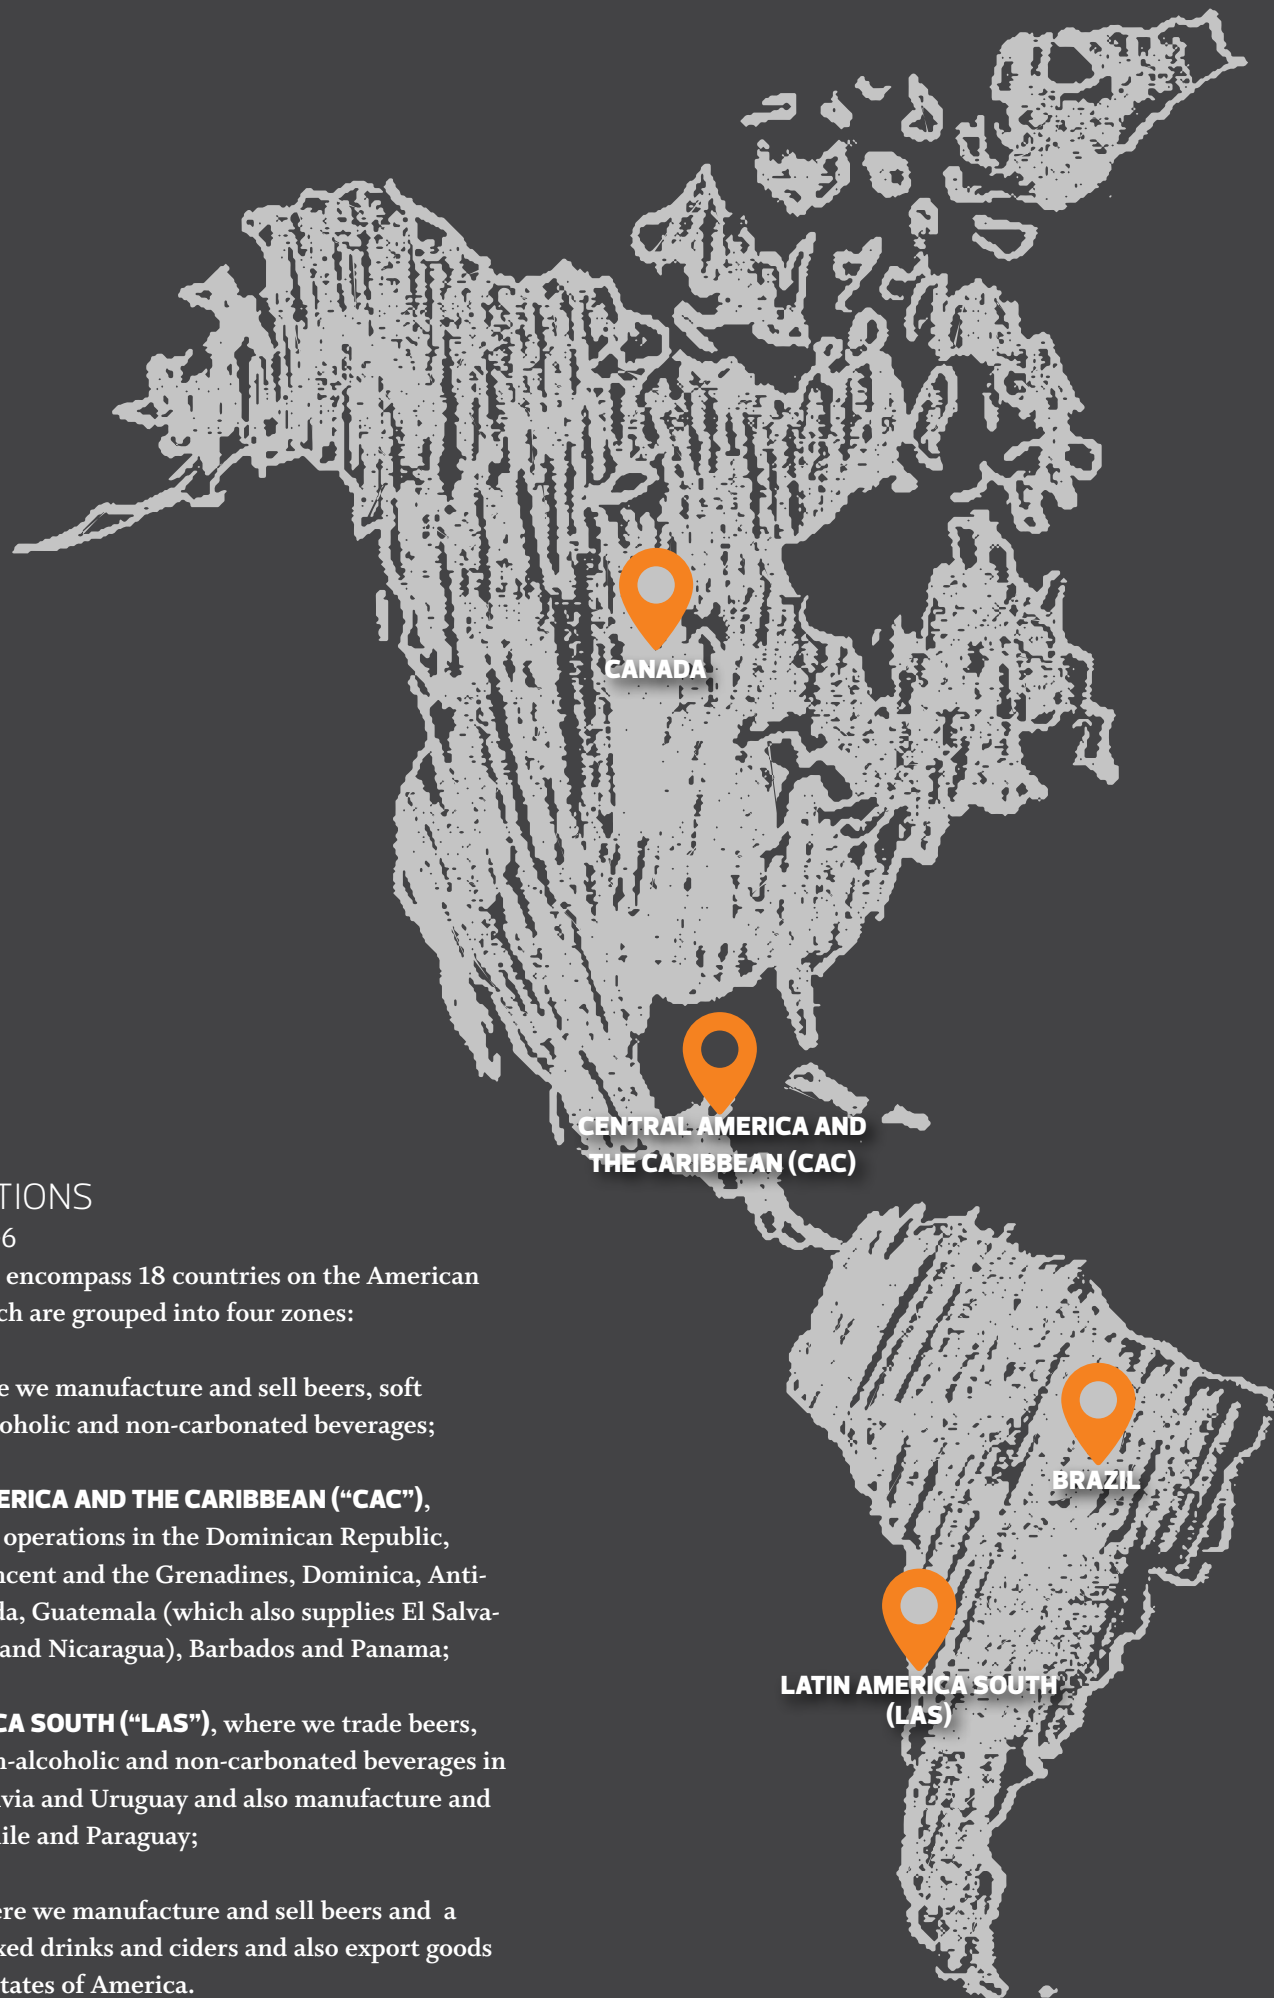 CANADA
CENTRAL AMERICA AND
THE CARIBBEAN (CAC)
BRAZIL
LATIN AMERICA SOUTH
(LAS)
TIONS
6
encompass 18 countries on the American
ch are grouped into four zones:
e we manufacture and sell beers, soft
oholic and non-carbonated beverages;
ERICA AND THE CARIBBEAN (“CAC”),
operations in the Dominican Republic,
ncent and the Grenadines, Dominica, Anti-
da, Guatemala (which also supplies El Salva-
and Nicaragua), Barbados and Panama;
CA SOUTH (“LAS”), where we trade beers,
n-alcoholic and non-carbonated beverages in
ivia and Uruguay and also manufacture and
ile and Paraguay;
ere we manufacture and sell beers and a
xed drinks and ciders and also export goods
tates of America.